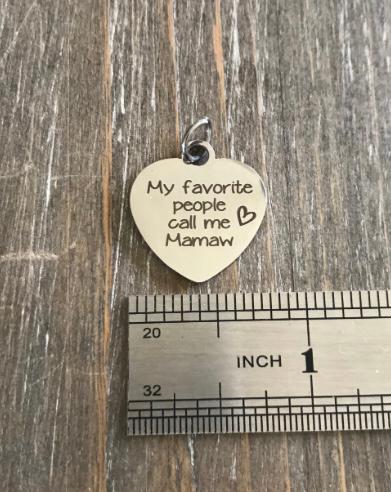 My favorite
people
call me
Mamaw
20
INCH 1
32